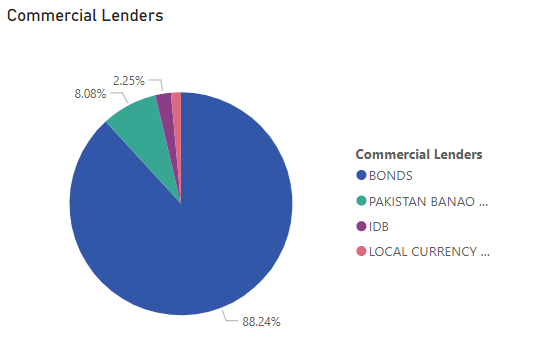 Commercial Lenders
2.25%
8.08%
88.24%
Commercial Lenders
BONDS
PAKISTAN BANAO ...
IDB
LOCAL CURRENCY ...